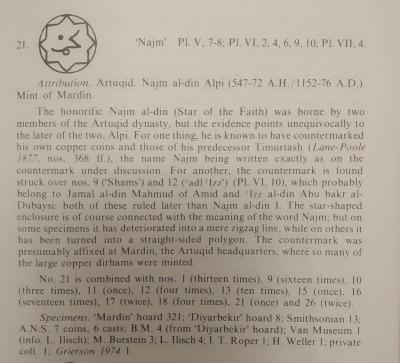 21. 'Najm' Pl. V, 7-8; Pl. VI, 2, 4, 6, 9, 10; Pl. VII, 4.
Attribution. Artuqid. Najm al-din Alpi (547-72 A.H./1152-76 A.D.).
Mint of Mardin.
The honorific Najm al-din (Star of the Faith) was borne by two
members of the Artuqid dynasty, but the evidence points unequivocally to
the later of the two, Alpi. For one thing, he is known to have countermarked
his own copper coins and those of his predecessor Timurtash (Lane-Poole
1877, nos. 368 ff.), the name Najm being written exactly as on the
countermark under discussion. For another, the countermark is found
struck over nos. 9 ('Shams') and 12 ('adl ʿIzz') (Pl. VI, 10), which probably
belong to Jamal al-din Mahmud of Amid and ʿIzz al-din Abu bakr al-
Dubaysi: both of these ruled later than Najm al-din I. The star-shaped
enclosure is of course connected with the meaning of the word Najm; but on
some specimens it has deteriorated into a mere zigzag line, while on others it
has been turned into a straight-sided polygon. The countermark was
presumably affixed at Mardin, the Artuqid headquarters, where so many of
the large copper dirhams were minted.
No. 21 is combined with nos. 1 (thirteen times), 9 (sixteen times), 10
(three times), 11 (once), 12 (four times), 13 (ten times), 15 (once), 16
(seventeen times), 17 (twice), 18 (four times), 21 (once) and 26 (twice).
Specimens. 'Mardin' hoard 321; 'Diyarbekir' hoard 8; Smithsonian 13;
A.N.S. 7 coins, 6 casts; B.M. 4 (from 'Diyarbekir' hoard); Van Museum 1
(info. L. Ilisch); M. Burstein 3; L. Ilisch 4; I. T. Roper 1; H. Weller 1; private
coll. 1; Grierson 1974 1.